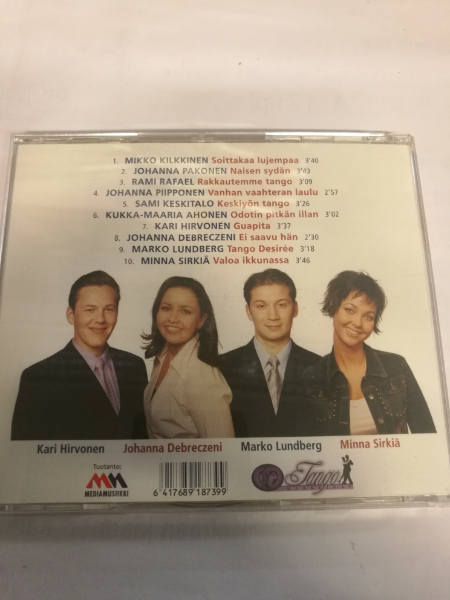 1. MIKKO KILKKINEN Soittakaa lujempaa 3'40
2. JOHANNA PAKONEN Naisen sydän 3'43
3. RAMI RAFAEL Rakkautemme tango 3'09
4. JOHANNA PIIPPONEN Vanhan vaahteran laulu 2'57
5. SAMI KESKITALO Keskiyön tango 3'26
6. KUKKA-MAARIA AHONEN Odotin pitkän illan 3'02
7. KARI HIRVONEN Guapita 3'37
8. JOHANNA DEBRECZENI Ei saavu hän 2'30
9. MARKO LUNDBERG Tango Desirée 3'18
10. MINNA SIRKIÄ Valoa ikkunassa 3'46
Kari Hirvonen Johanna Debreczeni Marko Lundberg Minna Sirkiä
Tuotanto:
MM
MEDIAMUSIIKKI
6 417689 187399
Tango